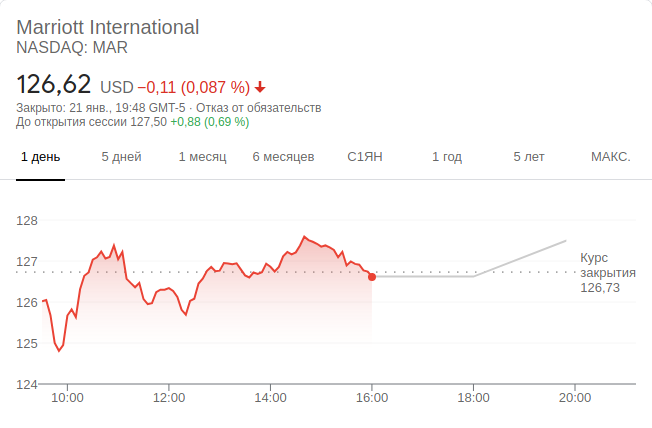 Marriott International
NASDAQ: MAR
126,62 USD −0,11 (0,087 %)
Закрыто: 21 янв., 19:48 GMT-5 · Отказ от обязательств
До открытия сессии 127,50 +0,88 (0,69 %)
1 день 5 дней 1 месяц 6 месяцев С1ЯН 1 год 5 лет МАКС.
128
127
126
125
124
Курс
закрытия
126,73
10:00 12:00 14:00 16:00 18:00 20:00